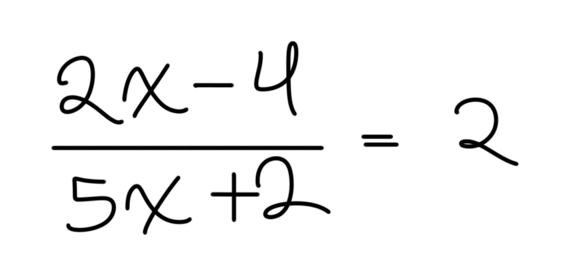 2x - 4
5x + 2 = 2